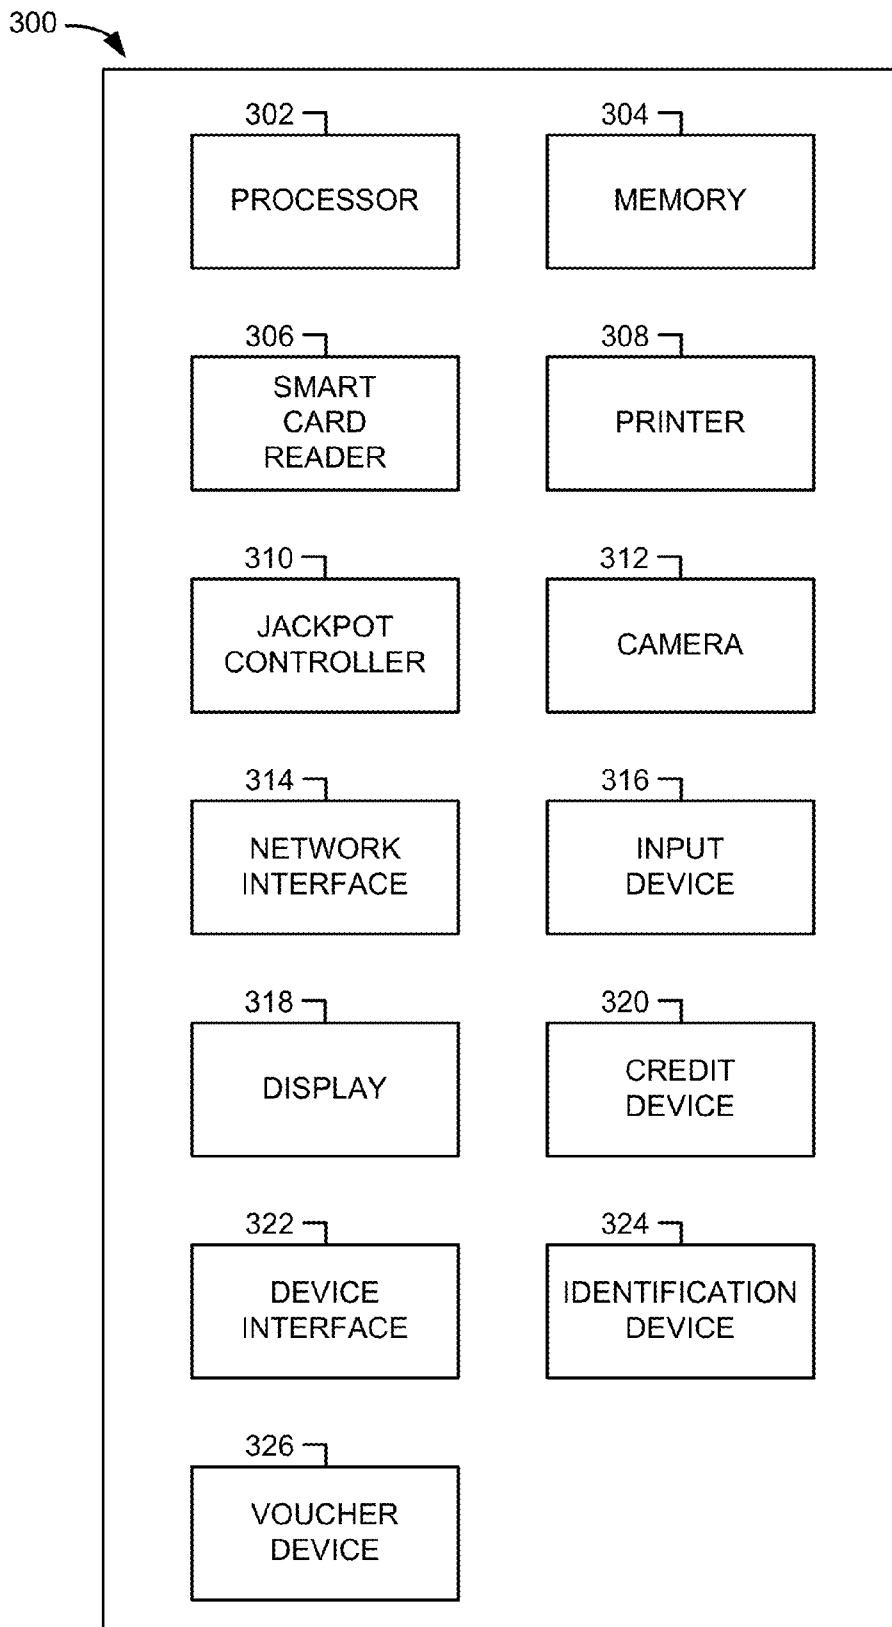 300
302
304
PROCESSOR
MEMORY
306
308
SMART
CARD
READER
PRINTER
310
312
JACKPOT
CONTROLLER
CAMERA
314
316
NETWORK
INTERFACE
INPUT
DEVICE
318
320
DISPLAY
CREDIT
DEVICE
322
324
DEVICE
INTERFACE
IDENTIFICATION
DEVICE
326
VOUCHER
DEVICE